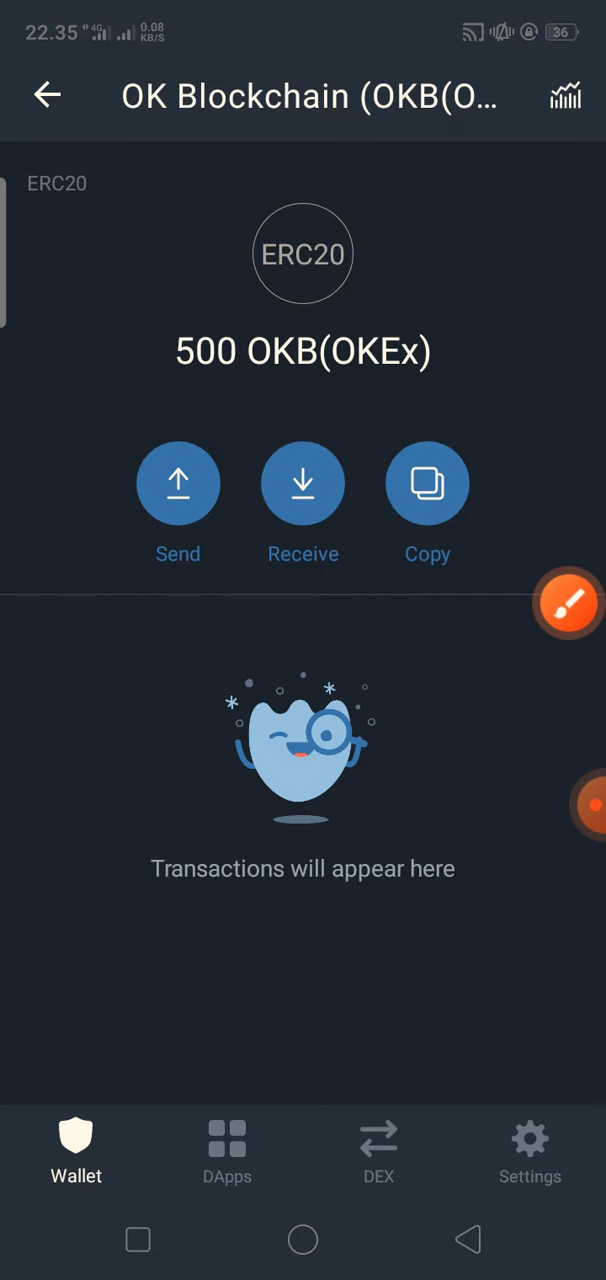 22.35 4G 0.08 KB/S 36
OK Blockchain (OKB(O...
ERC20
ERC20
500 OKB(OKEx)
Send Receive Copy
Transactions will appear here
Wallet DApps DEX Settings